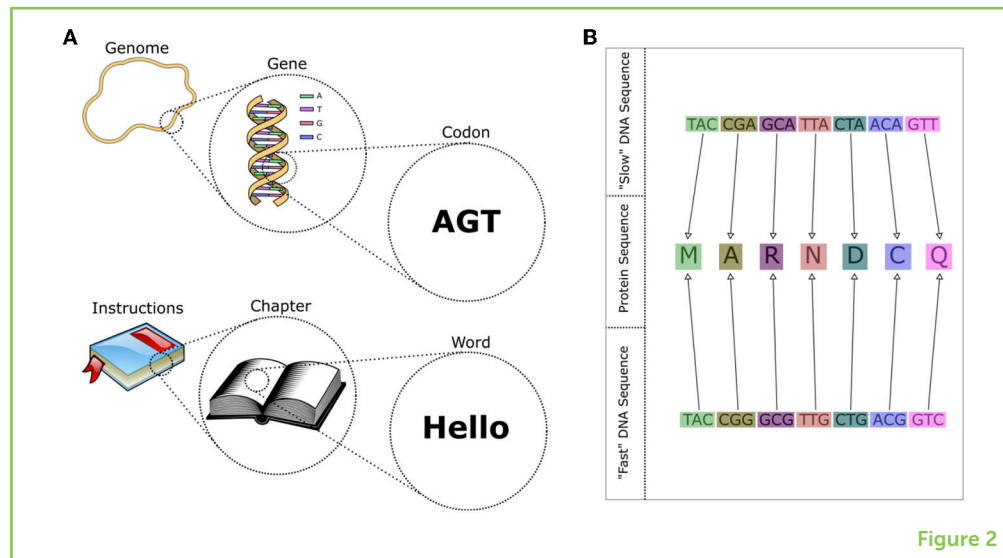 A
Genome
Gene
A
T
G
C
Codon
AGT
Instructions
Chapter
Word
Hello
B
"Slow" DNA Sequence
TAC CGA GCA TTA CTA ACA GTT
Protein Sequence
M A R N D C Q
"Fast" DNA Sequence
TAC CGG GCG TTG CTG ACG GTC
Figure 2